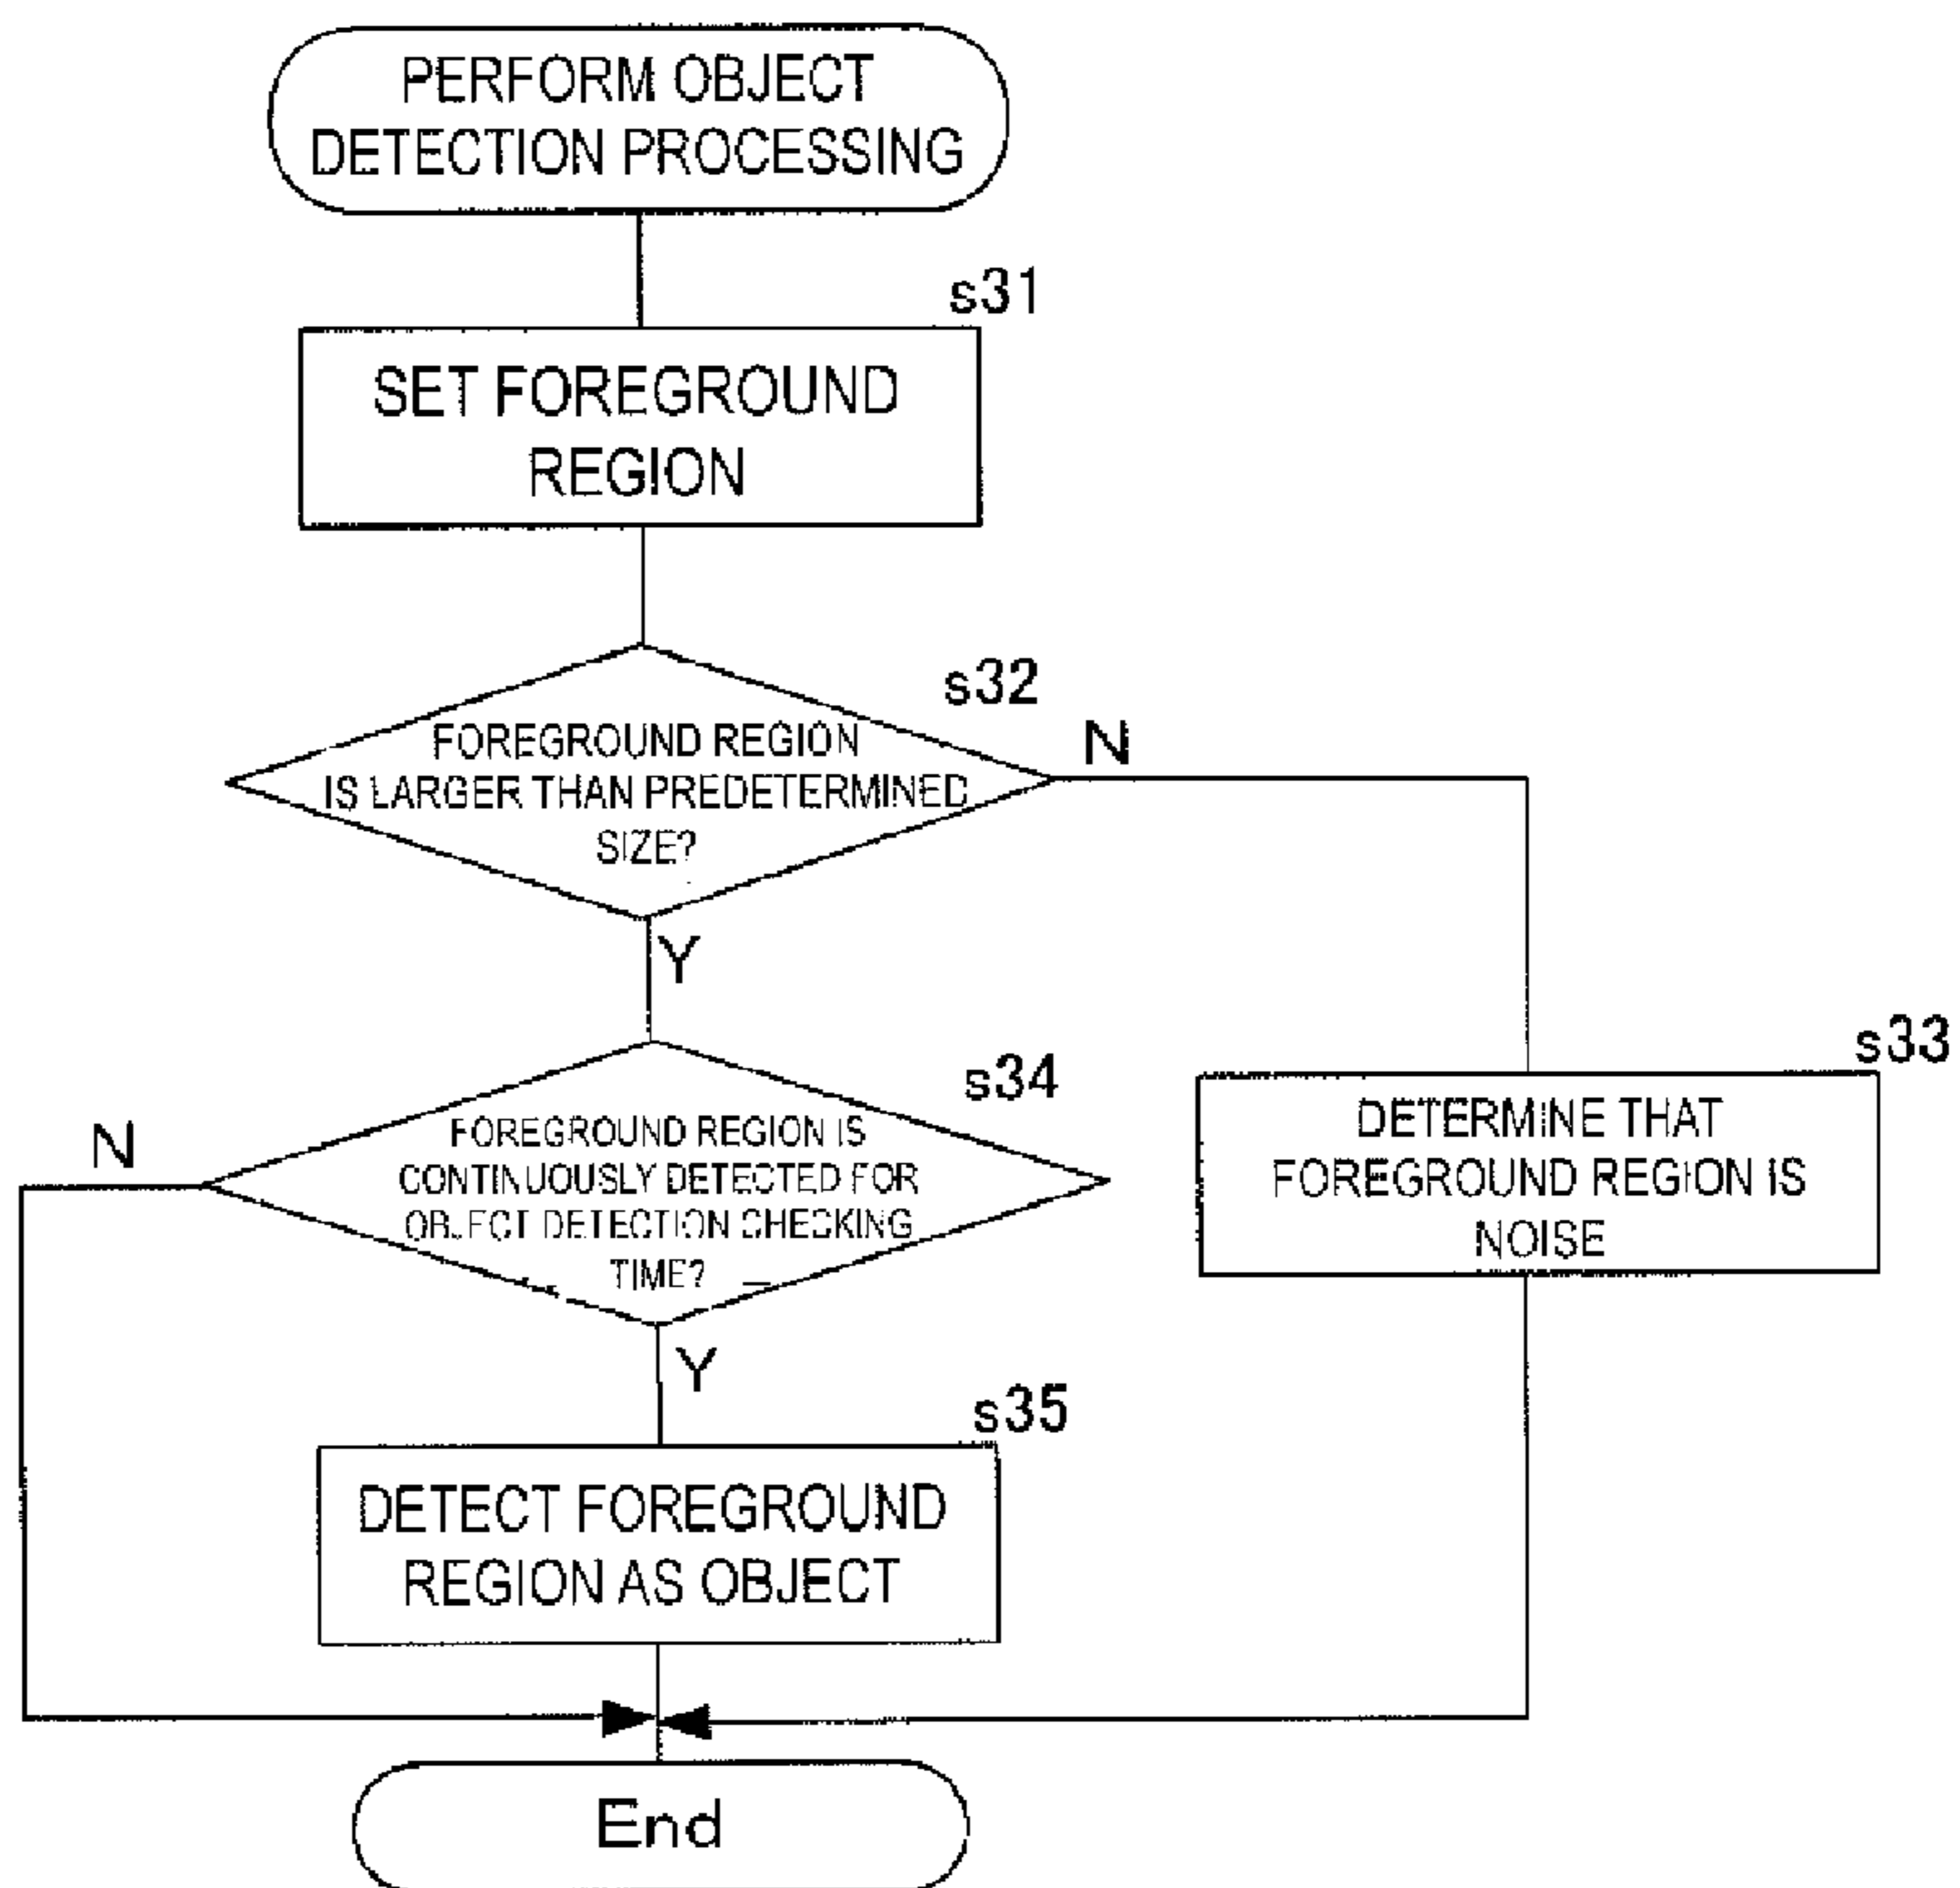 PERFORM OBJECT
DETECTION PROCESSING
s31
SET FOREGROUND
REGION
s32
FOREGROUND REGION
IS LARGER THAN PREDETERMINED
SIZE?
N
Y
s34
FOREGROUND REGION IS
CONTINUOUSLY DETECTED FOR
OBJECT DETECTION CHECKING
TIME?
N
Y
s33
DETERMINE THAT
FOREGROUND REGION IS
NOISE
s35
DETECT FOREGROUND
REGION AS OBJECT
End